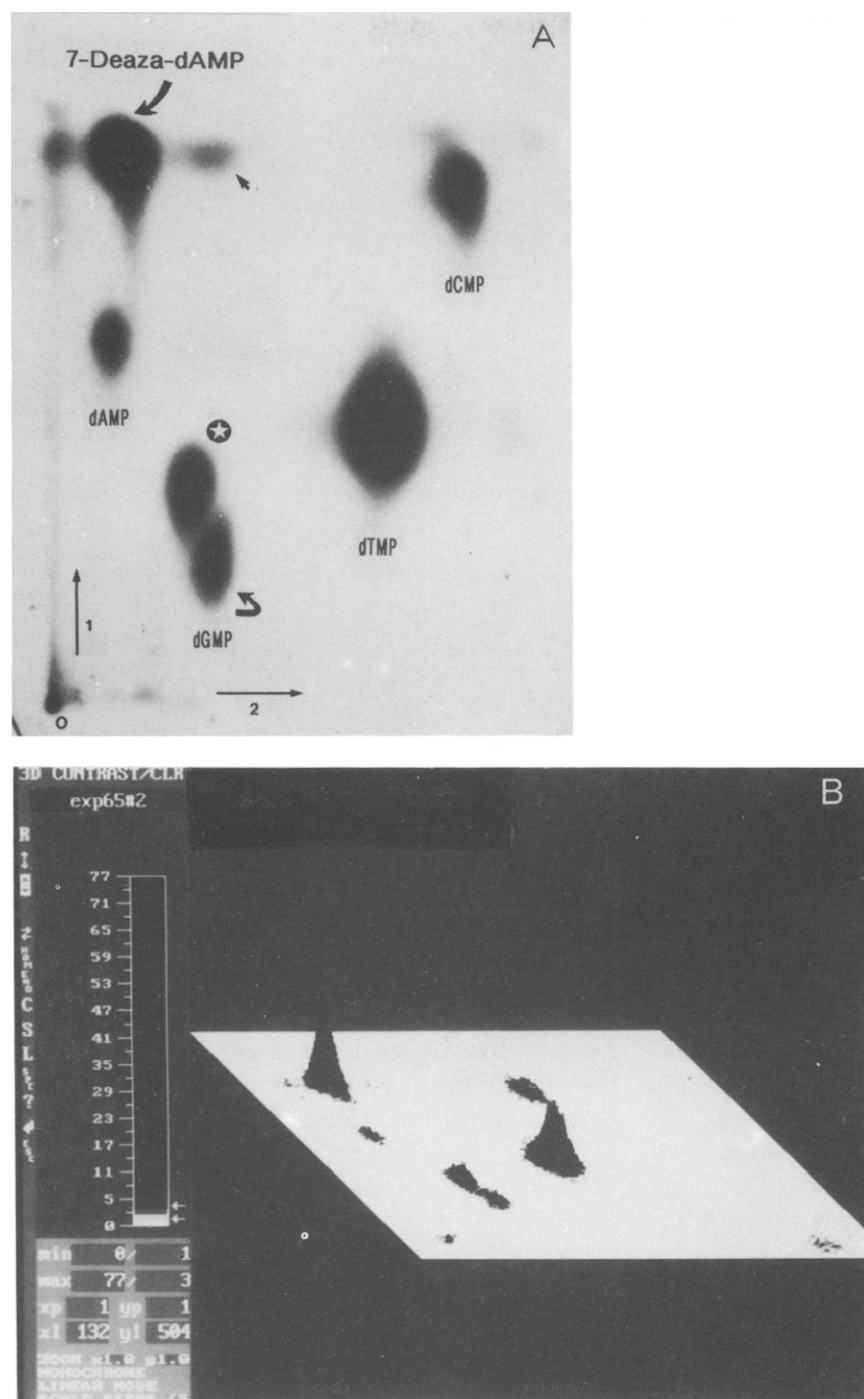 A
7-Deaza-dAMP
dCMP
dAMP
dTMP
dGMP
1
2
O
3D CONTRAST/CLR
B
exp65#2
R
77
71
65
59
53
47
41
35
29
23
17
11
5
0
C
S
L
?
min 0/ 1
max 77/ 3
xp 1 yp 1
xl 132 yl 504
ZOOM x1.0 y1.0
MONOCHROME
LINEAR MODE